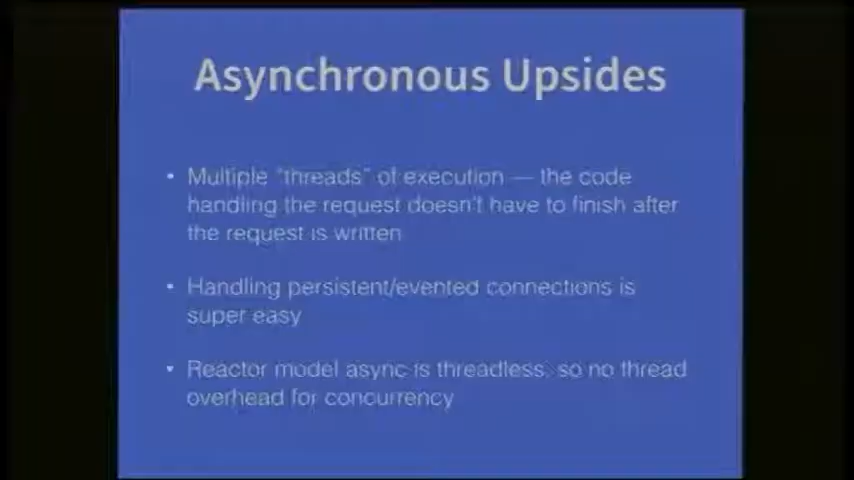 Asynchronous Upsides
• Multiple "threads" of execution — the code
handling the request doesn't have to finish after
the request is written
• Handling persistent/evented connections is
super easy
• Reactor model async is threadless, so no thread
overhead for concurrency